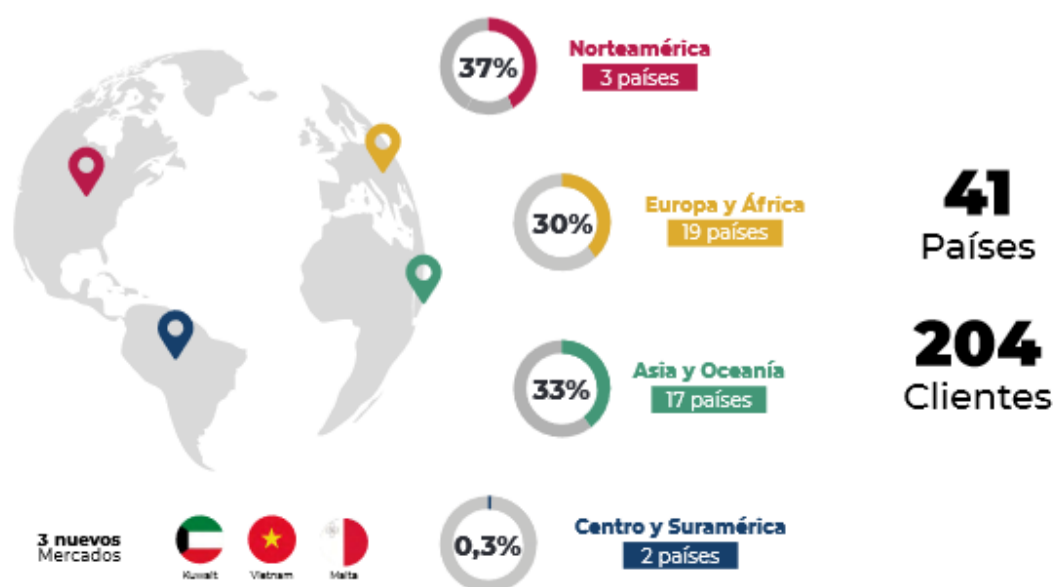 37%
Norteamérica
3 países
30%
Europa y África
19 países
33%
Asia y Oceanía
17 países
0,3%
Centro y Suramérica
2 países
41
Países
204
Clientes
3 nuevos
Mercados
Kuwait
Vietnam
Malta